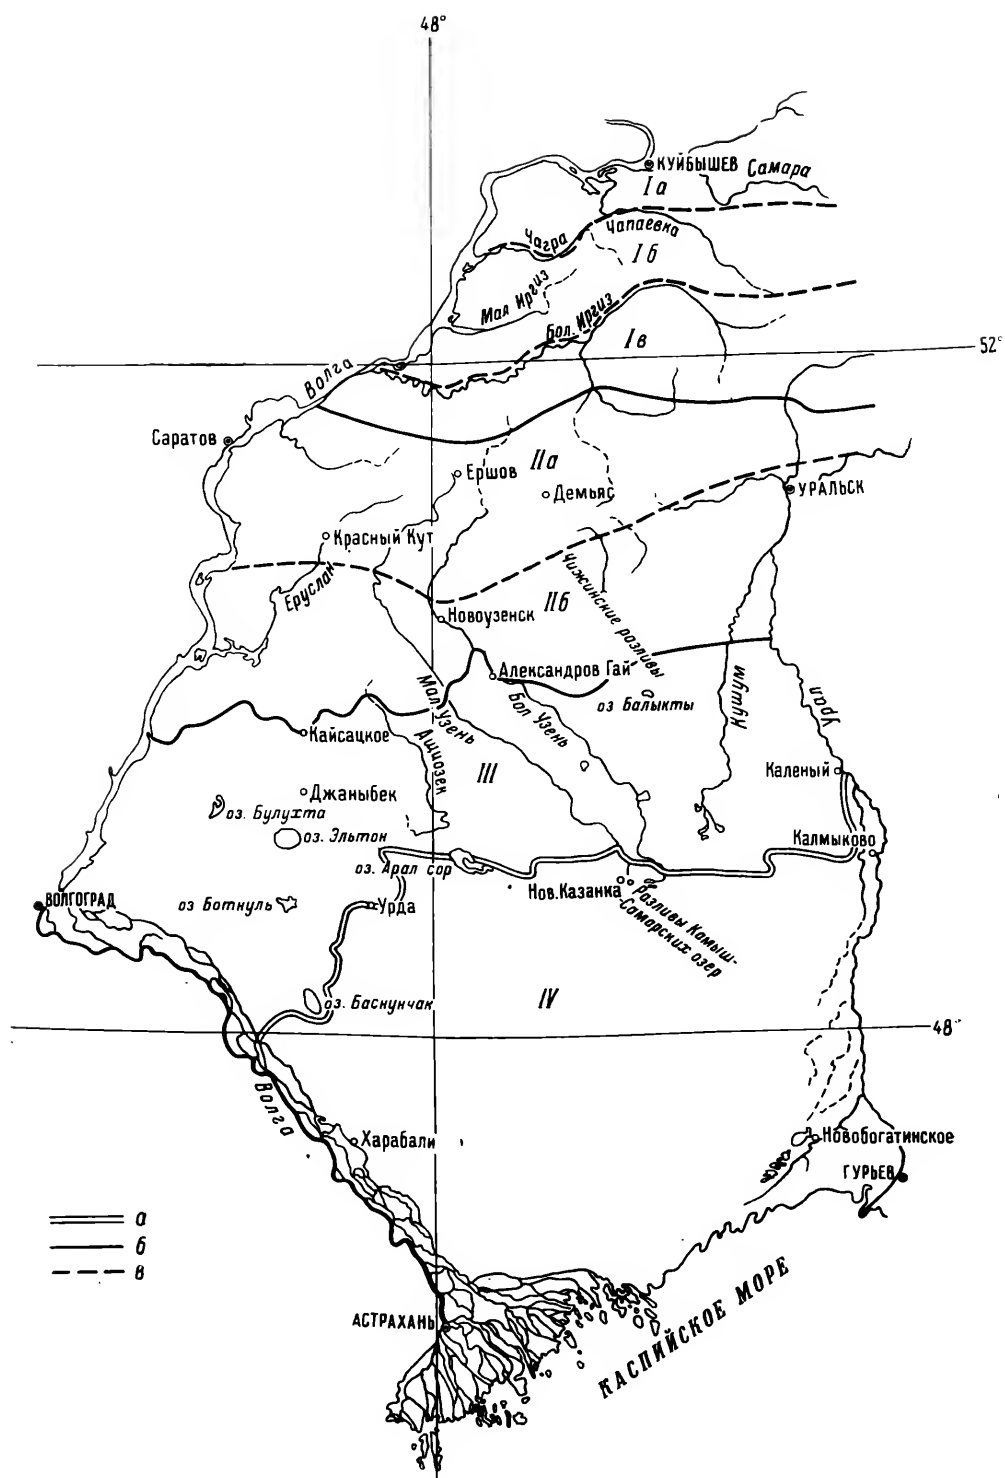 48°
КУЙБЫШЕВ
Самара
Iа
Чагра
Чапаевка
Iб
Мал Иргиз
Бол. Иргиз
Iв
52°
Волга
Саратов
Ершов
IIа
Демьяс
УРАЛЬСК
Красный Кут
Еруслан
Чижинские разливы
IIб
Новоузенск
Александров Гай
оз Балыкты
Мал Узень
Бол Узень
Кушум
Урал
Кайсацкое
Ащиозек
III
Каленый
Джаныбек
оз. Булухта
оз. Эльтон
Калмыково
оз. Арал сор
Нов. Казанка
ВОЛГОГРАД
оз Боткуль
Урда
Разливы Камыш-
Самарских озер
оз. Баскунчак
IV
48°
Волга
Харабали
Новобогатинское
ГУРЬЕВ
а
б
в
АСТРАХАНЬ
КАСПИЙСКОЕ МОРЕ